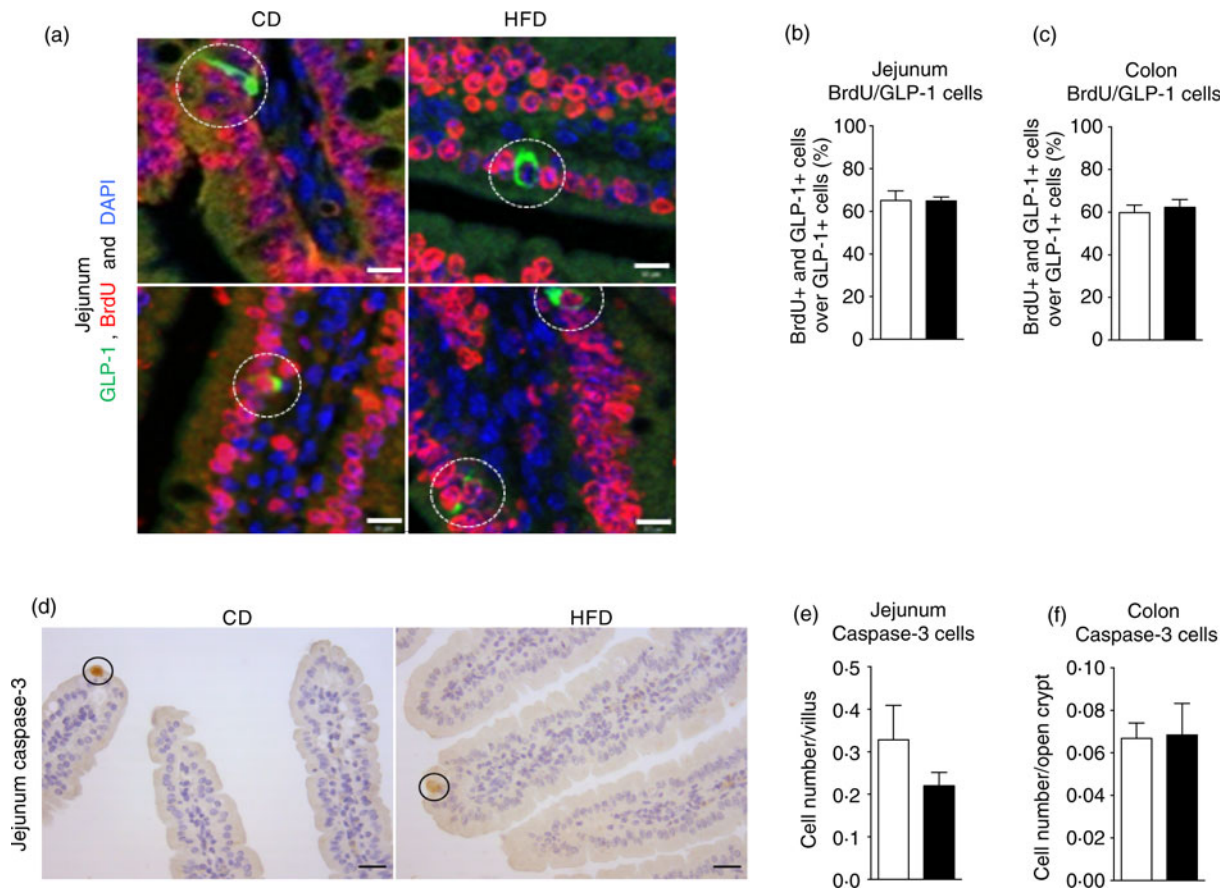 (a)
CD
HFD
Jejunum
GLP-1, BrdU and DAPI
(b)
Jejunum
BrdU/GLP-1 cells
BrdU+ and GLP-1+ cells
over GLP-1+ cells (%)
100
80
60
40
20
0
(c)
Colon
BrdU/GLP-1 cells
BrdU+ and GLP-1+ cells
over GLP-1+ cells (%)
100
80
60
40
20
0
(d)
CD
HFD
Jejunum caspase-3
(e)
Jejunum
Caspase-3 cells
Cell number/villus
0·5
0·4
0·3
0·2
0·1
0·0
(f)
Colon
Caspase-3 cells
Cell number/open crypt
0·10
0·08
0·06
0·04
0·02
0·00